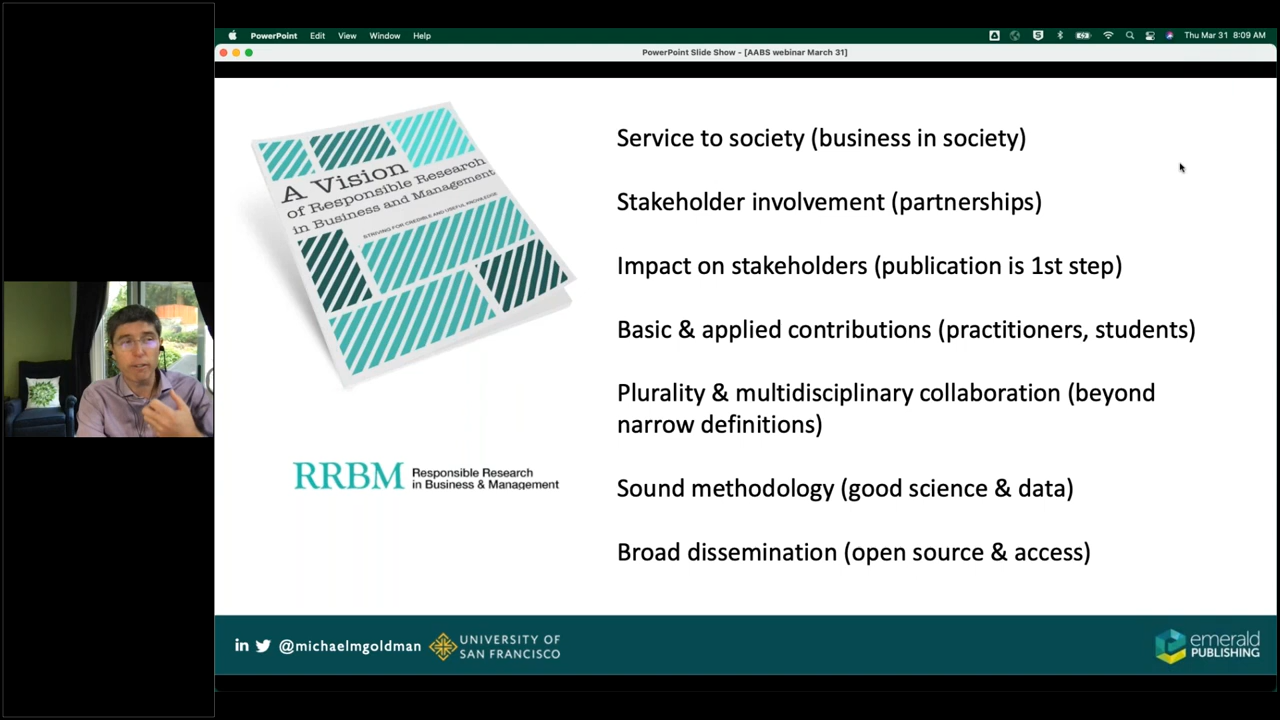 PowerPoint Edit View Window Help
Thu Mar 31 8:09 AM
PowerPoint Slide Show - [AABS webinar March 31]
A Vision
of Responsible Research
in Business and Management
STRIVING FOR CREDIBLE AND USEFUL KNOWLEDGE
RRBM
Responsible Research
in Business & Management
Service to society (business in society)
Stakeholder involvement (partnerships)
Impact on stakeholders (publication is 1st step)
Basic & applied contributions (practitioners, students)
Plurality & multidisciplinary collaboration (beyond
narrow definitions)
Sound methodology (good science & data)
Broad dissemination (open source & access)
in @michaelmgoldman
UNIVERSITY OF
SAN FRANCISCO
emerald
PUBLISHING